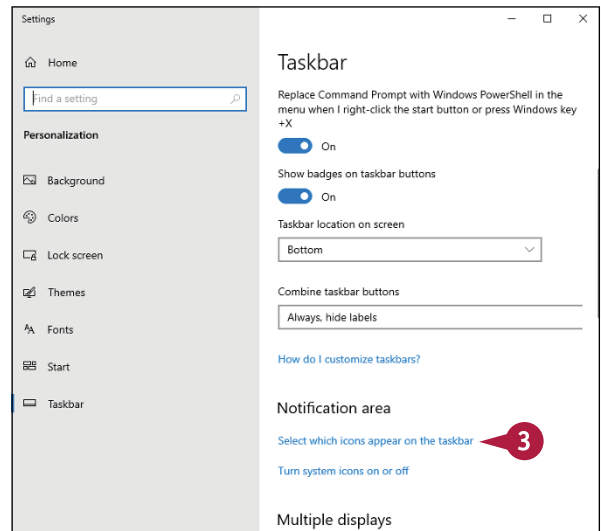 Settings
Home
Find a setting
Personalization
Background
Colors
Lock screen
Themes
Fonts
Start
Taskbar
Taskbar
Replace Command Prompt with Windows PowerShell in the
menu when I right-click the start button or press Windows key
+X
On
Show badges on taskbar buttons
On
Taskbar location on screen
Bottom
Combine taskbar buttons
Always, hide labels
How do I customize taskbars?
Notification area
Select which icons appear on the taskbar
3
Turn system icons on or off
Multiple displays